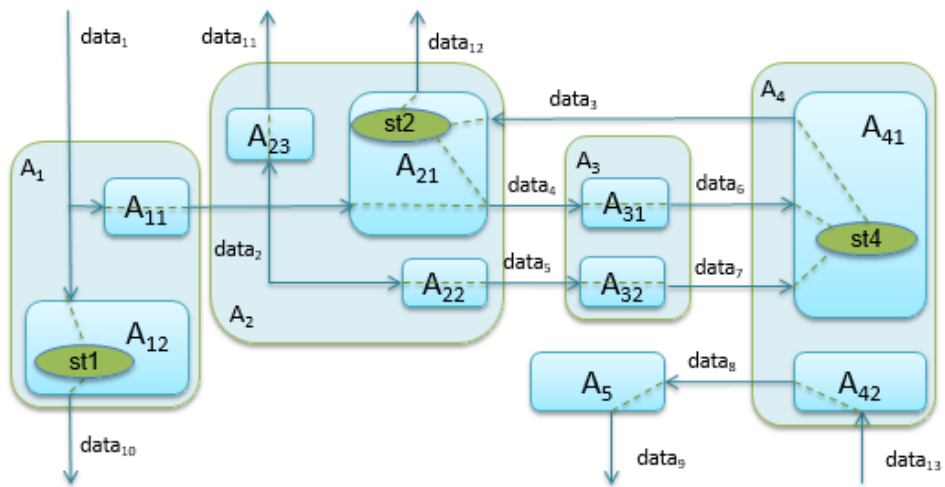 data₁
data₁₁
data₁₂
A₄
data₃
st2
A₂₃
A₄₁
A₂₁
A₁
A₃
data₄
data₆
A₁₁
A₃₁
st4
data₂
data₅
data₇
A₂₂
A₃₂
A₂
A₁₂
st1
data₈
A₅
A₄₂
data₁₀
data₉
data₁₃